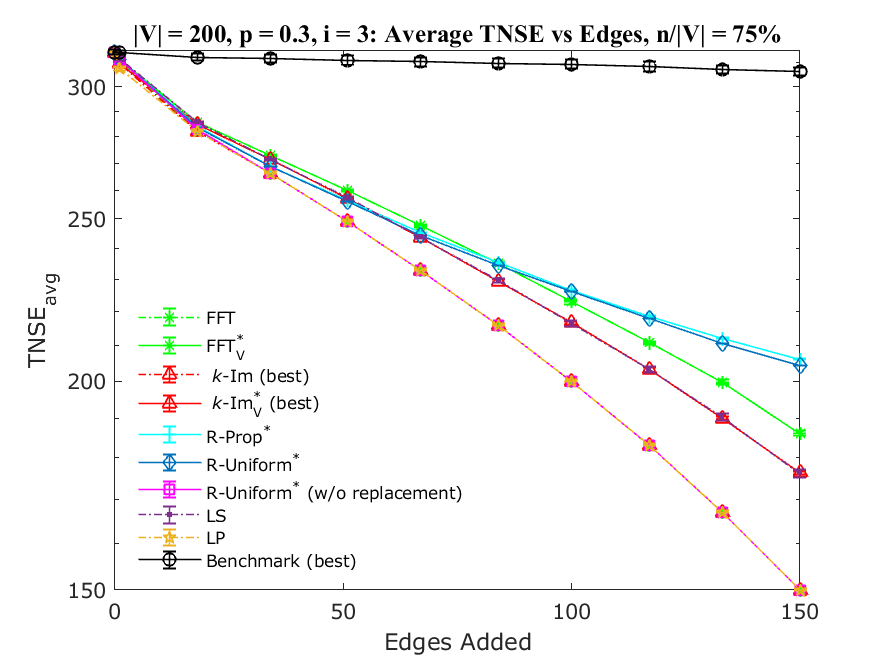 |V| = 200, p = 0.3, i = 3: Average TNSE vs Edges, n/|V| = 75%
300
250
200
150
TNSE_avg
FFT
FFT*_V
k-Im (best)
k-Im*_V (best)
R-Prop*
R-Uniform*
R-Uniform* (w/o replacement)
LS
LP
Benchmark (best)
0 50 100 150
Edges Added